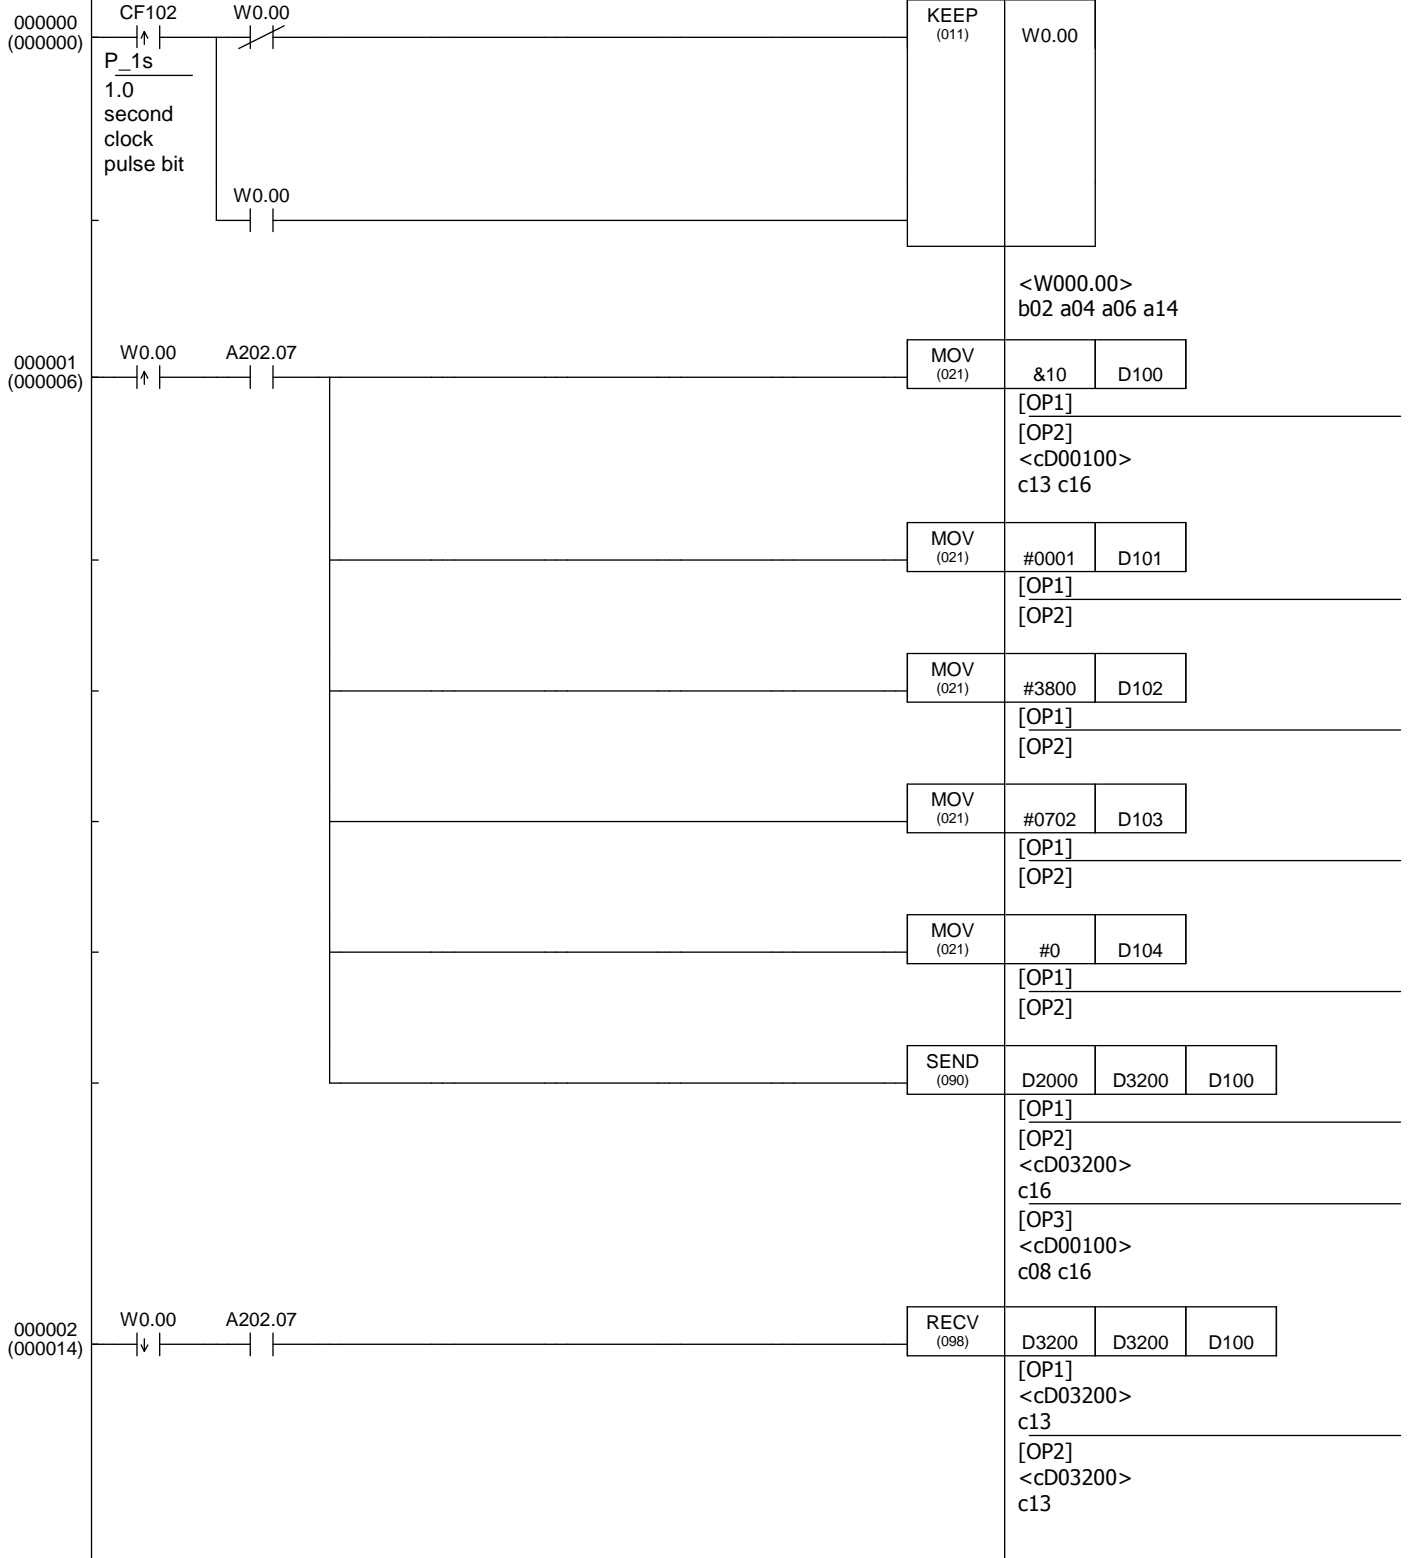 CF102 W0.00 KEEP
000000
(000000)
(011) W0.00
P_1s
1.0
second
clock
pulse bit
W0.00
<W000.00>
b02 a04 a06 a14
W0.00 A202.07 MOV
000001
(000006)
(021) &10 D100
[OP1]
[OP2]
<cD00100>
c13 c16
MOV
(021) #0001 D101
[OP1]
[OP2]
MOV
(021) #3800 D102
[OP1]
[OP2]
MOV
(021) #0702 D103
[OP1]
[OP2]
MOV
(021) #0 D104
[OP1]
[OP2]
SEND
(090) D2000 D3200 D100
[OP1]
[OP2]
<cD03200>
c16
[OP3]
<cD00100>
c08 c16
W0.00 A202.07 RECV
000002
(000014)
(098) D3200 D3200 D100
[OP1]
<cD03200>
c13
[OP2]
<cD03200>
c13